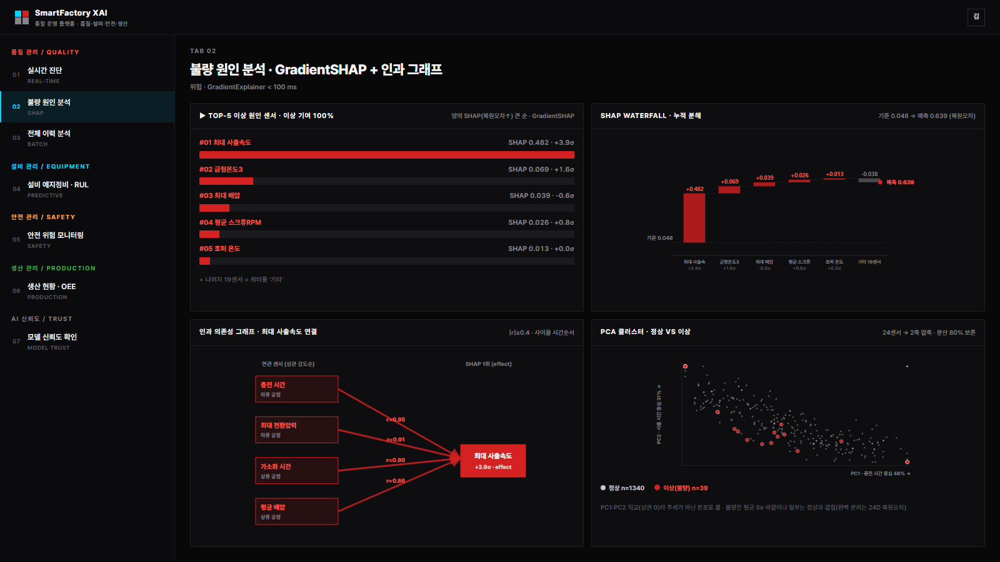 SmartFactory XAI
통합 운영 플랫폼 · 품질·설비·안전·생산
김
품질 관리 / QUALITY
01 실시간 진단
REAL-TIME
02 불량 원인 분석
SHAP
03 전체 이력 분석
BATCH
설비 관리 / EQUIPMENT
04 설비 예지정비 · RUL
PREDICTIVE
안전 관리 / SAFETY
05 안전 위험 모니터링
SAFETY
생산 관리 / PRODUCTION
06 생산 현황 · OEE
PRODUCTION
AI 신뢰도 / TRUST
07 모델 신뢰도 확인
MODEL TRUST
TAB 02
불량 원인 분석 · GradientSHAP + 인과 그래프
위험 · GradientExplainer < 100 ms
▶ TOP-5 이상 원인 센서 · 이상 기여 100%
양의 SHAP(복원오차↑) 큰 순 · GradientSHAP
#01 최대 사출속도 SHAP 0.482 · +3.9σ
#02 금형온도3 SHAP 0.069 · +1.6σ
#03 최대 배압 SHAP 0.039 · -0.6σ
#04 평균 스크류RPM SHAP 0.026 · +0.8σ
#05 호퍼 온도 SHAP 0.013 · +0.0σ
+ 나머지 19센서 = 워터폴 '기타'
SHAP WATERFALL · 누적 분해
기준 0.048 → 예측 0.639 (복원오차)
+0.482
+0.069
+0.039
+0.026
+0.013
-0.038
예측 0.639
기준 0.048
최대 사출속 금형온도3 최대 배압 평균 스크류 호퍼 온도 기타 19센서
+3.9σ +1.6σ -0.6σ +0.8σ +0.0σ
인과 의존성 그래프 · 최대 사출속도 연결
|r|≥0.4 · 사이클 시간순서
연관 센서 (상관 강도순)
SHAP 1위 (effect)
충전 시간
하류 공정
최대 전환압력
하류 공정
가소화 시간
상류 공정
평균 배압
상류 공정
r=0.95
r=0.91
r=0.90
r=0.86
최대 사출속도
+3.9σ · effect
PCA 클러스터 · 정상 VS 이상
24센서 → 2축 압축 · 분산 80% 보존
PC2 · 사출 시간 중심 31% →
PC1 · 충전 시간 중심 48% →
정상 n=1340
이상(불량) n=39
PC1·PC2 직교(상관 0)라 추세가 아닌 분포로 봄 · 불량은 평균 5σ 바깥이나 일부는 정상과 겹침(완벽 분리는 24D 복원오차)